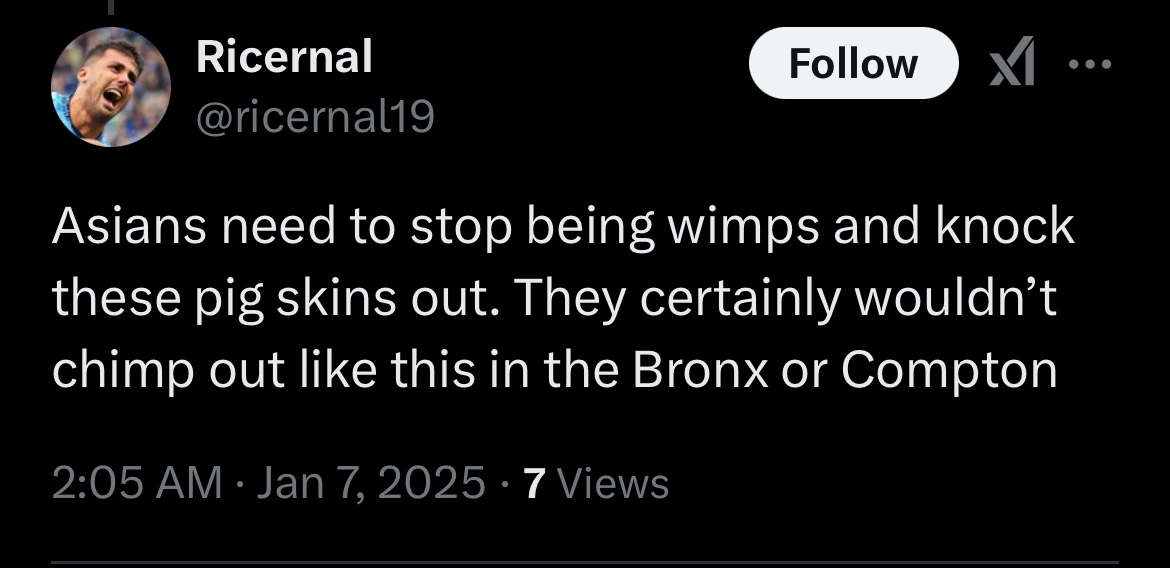 Ricernal
Follow
@ricernal19
Asians need to stop being wimps and knock
these pig skins out. They certainly wouldn’t
chimp out like this in the Bronx or Compton
2:05 AM · Jan 7, 2025 · 7 Views